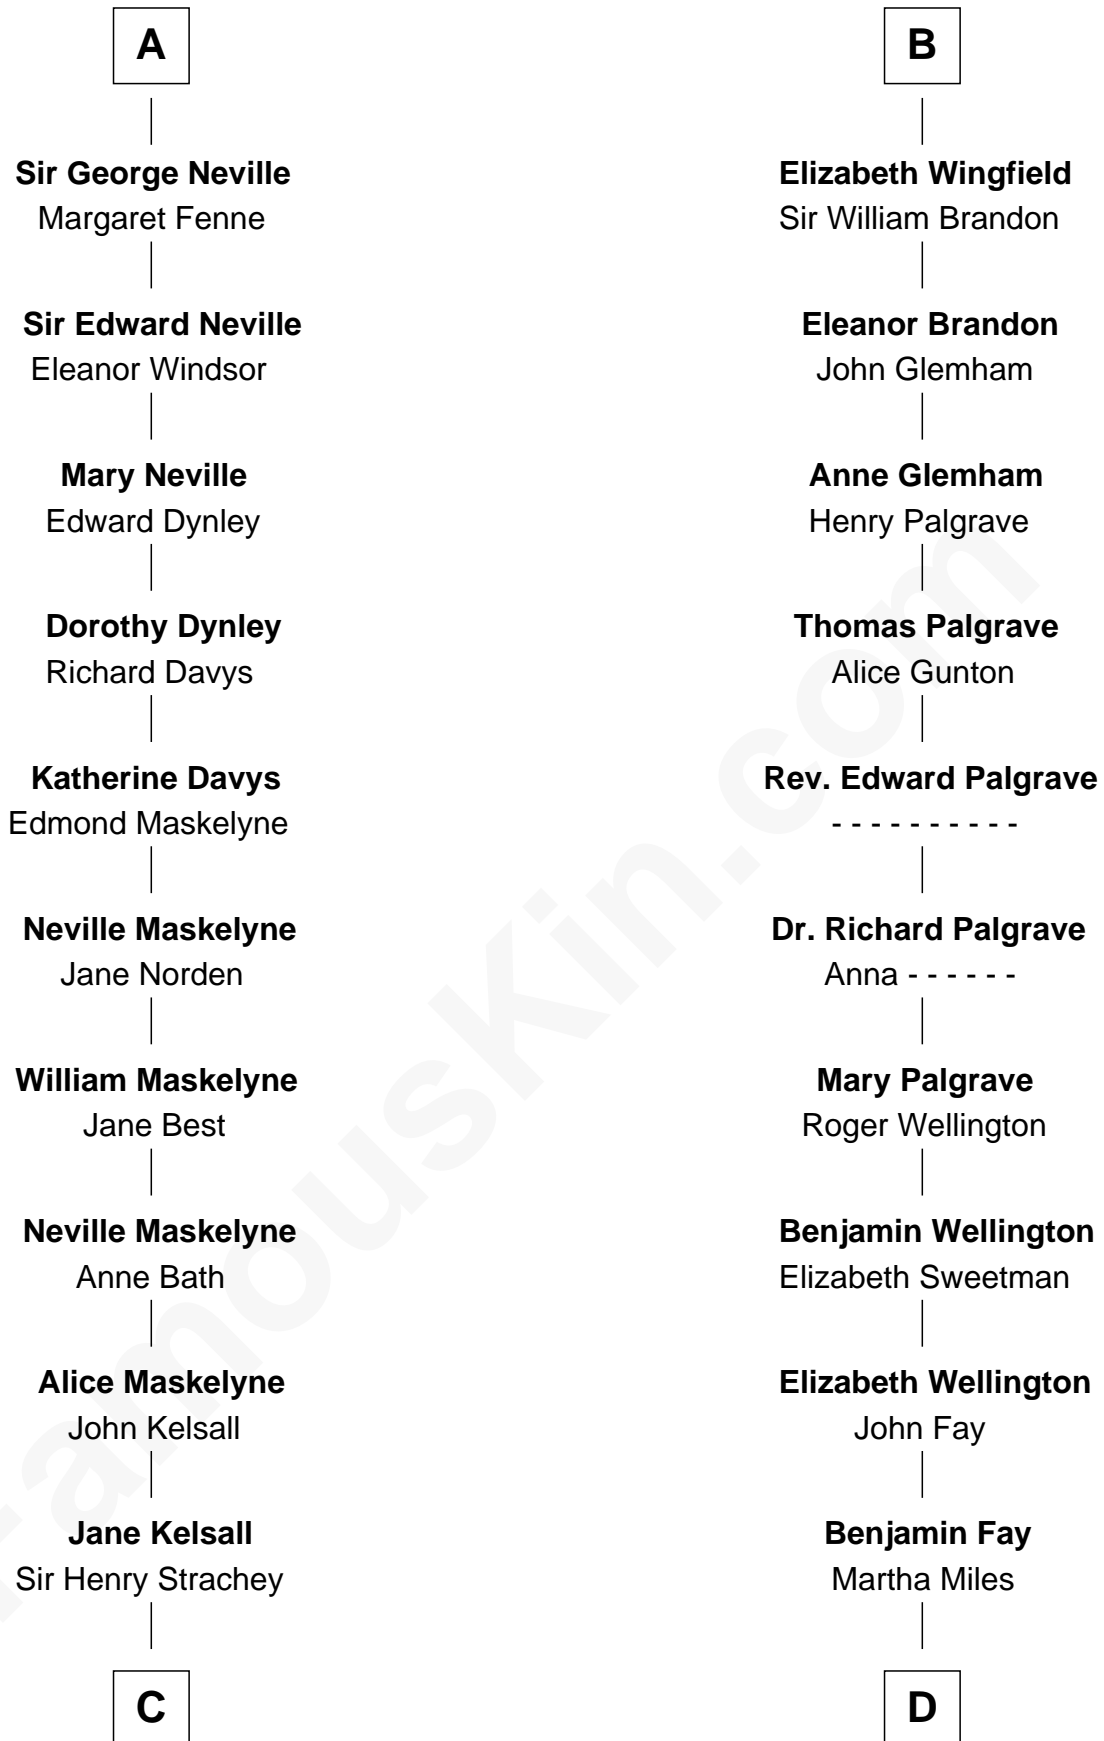 A
Sir George Neville
Margaret Fenne
Sir Edward Neville
Eleanor Windsor
Mary Neville
Edward Dynley
Dorothy Dynley
Richard Davys
Katherine Davys
Edmond Maskelyne
Neville Maskelyne
Jane Norden
William Maskelyne
Jane Best
Neville Maskelyne
Anne Bath
Alice Maskelyne
John Kelsall
Jane Kelsall
Sir Henry Strachey
C
B
Elizabeth Wingfield
Sir William Brandon
Eleanor Brandon
John Glemham
Anne Glemham
Henry Palgrave
Thomas Palgrave
Alice Gunton
Rev. Edward Palgrave
- - - - - - - - - -
Dr. Richard Palgrave
Anna - - - - - -
Mary Palgrave
Roger Wellington
Benjamin Wellington
Elizabeth Sweetman
Elizabeth Wellington
John Fay
Benjamin Fay
Martha Miles
D
FamousKin.com